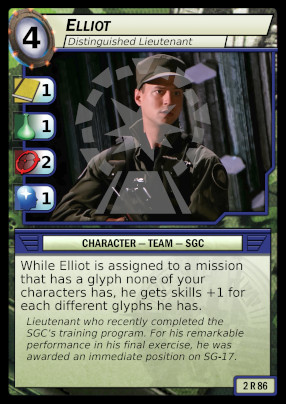 4
ELLIOT
Distinguished Lieutenant
1
1
2
1
CHARACTER – TEAM – SGC
While Elliot is assigned to a mission
that has a glyph none of your
characters has, he gets skills +1 for
each different glyphs he has.
Lieutenant who recently completed the
SGC's training program. For his remarkable
performance in his final exercise, he was
awarded an immediate position on SG-17.
2 R 86